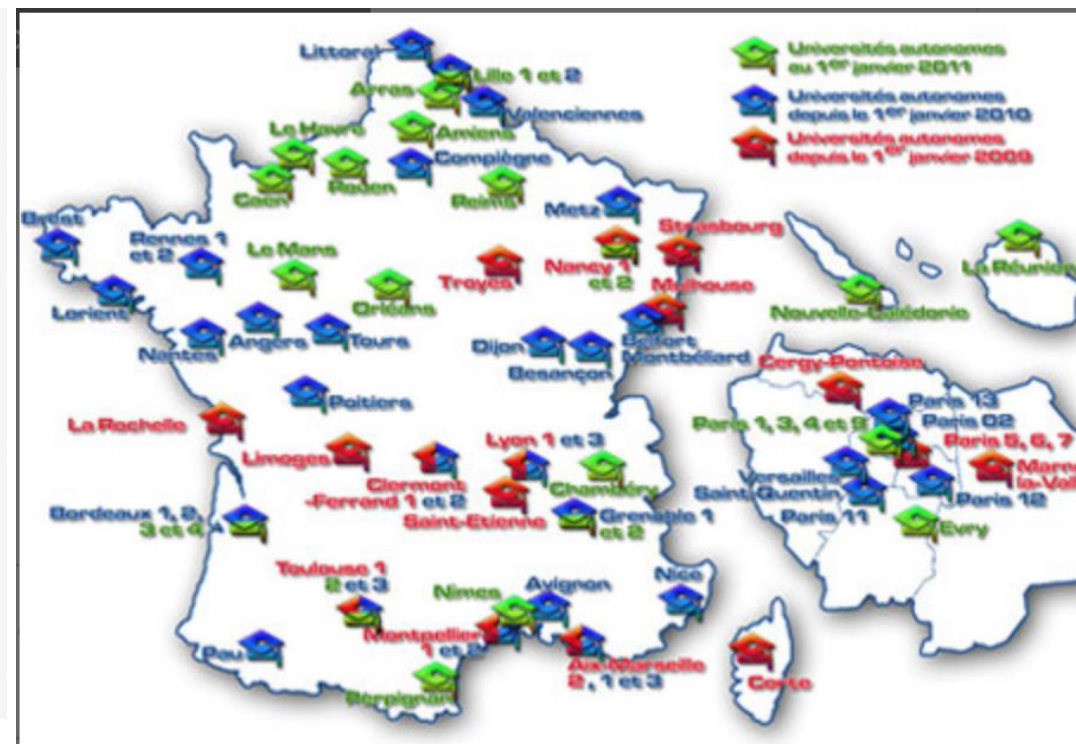 Littoral
Lille 1 et 2
Arras
Valenciennes
Le Havre
Amiens
Compiègne
Caen
Rouen
Reims
Metz
Universités autonomes
au 1er janvier 2011
Universités autonomes
depuis le 1er janvier 2010
Universités autonomes
depuis le 1er janvier 2009
Brest
Rennes 1
et 2
Le Mans
Strasbourg
Troyes
Nancy 1
et 2
Mulhouse
Lorient
Orléans
Nantes
Angers
Tours
Dijon
Besançon
Belfort
Montbéliard
La Réunion
Nouvelle-Calédonie
Poitiers
La Rochelle
Limoges
Lyon 1 et 3
Clermont
-Ferrand 1 et 2
Chambéry
Saint-Etienne
Grenoble 1
et 2
Bordeaux 1, 2,
3 et 4
Cergy-Pontoise
Paris 13
Paris 02
Paris 1, 3, 4 et 9
Paris 5, 6, 7
Marne
la-Vall
Versailles
Saint-Quentin
Paris 12
Paris 11
Evry
Toulouse 1
2 et 3
Nimes
Avignon
Nice
Montpellier
1 et 2
Pau
Aix-Marseille
2, 1 et 3
Perpignan
Corte